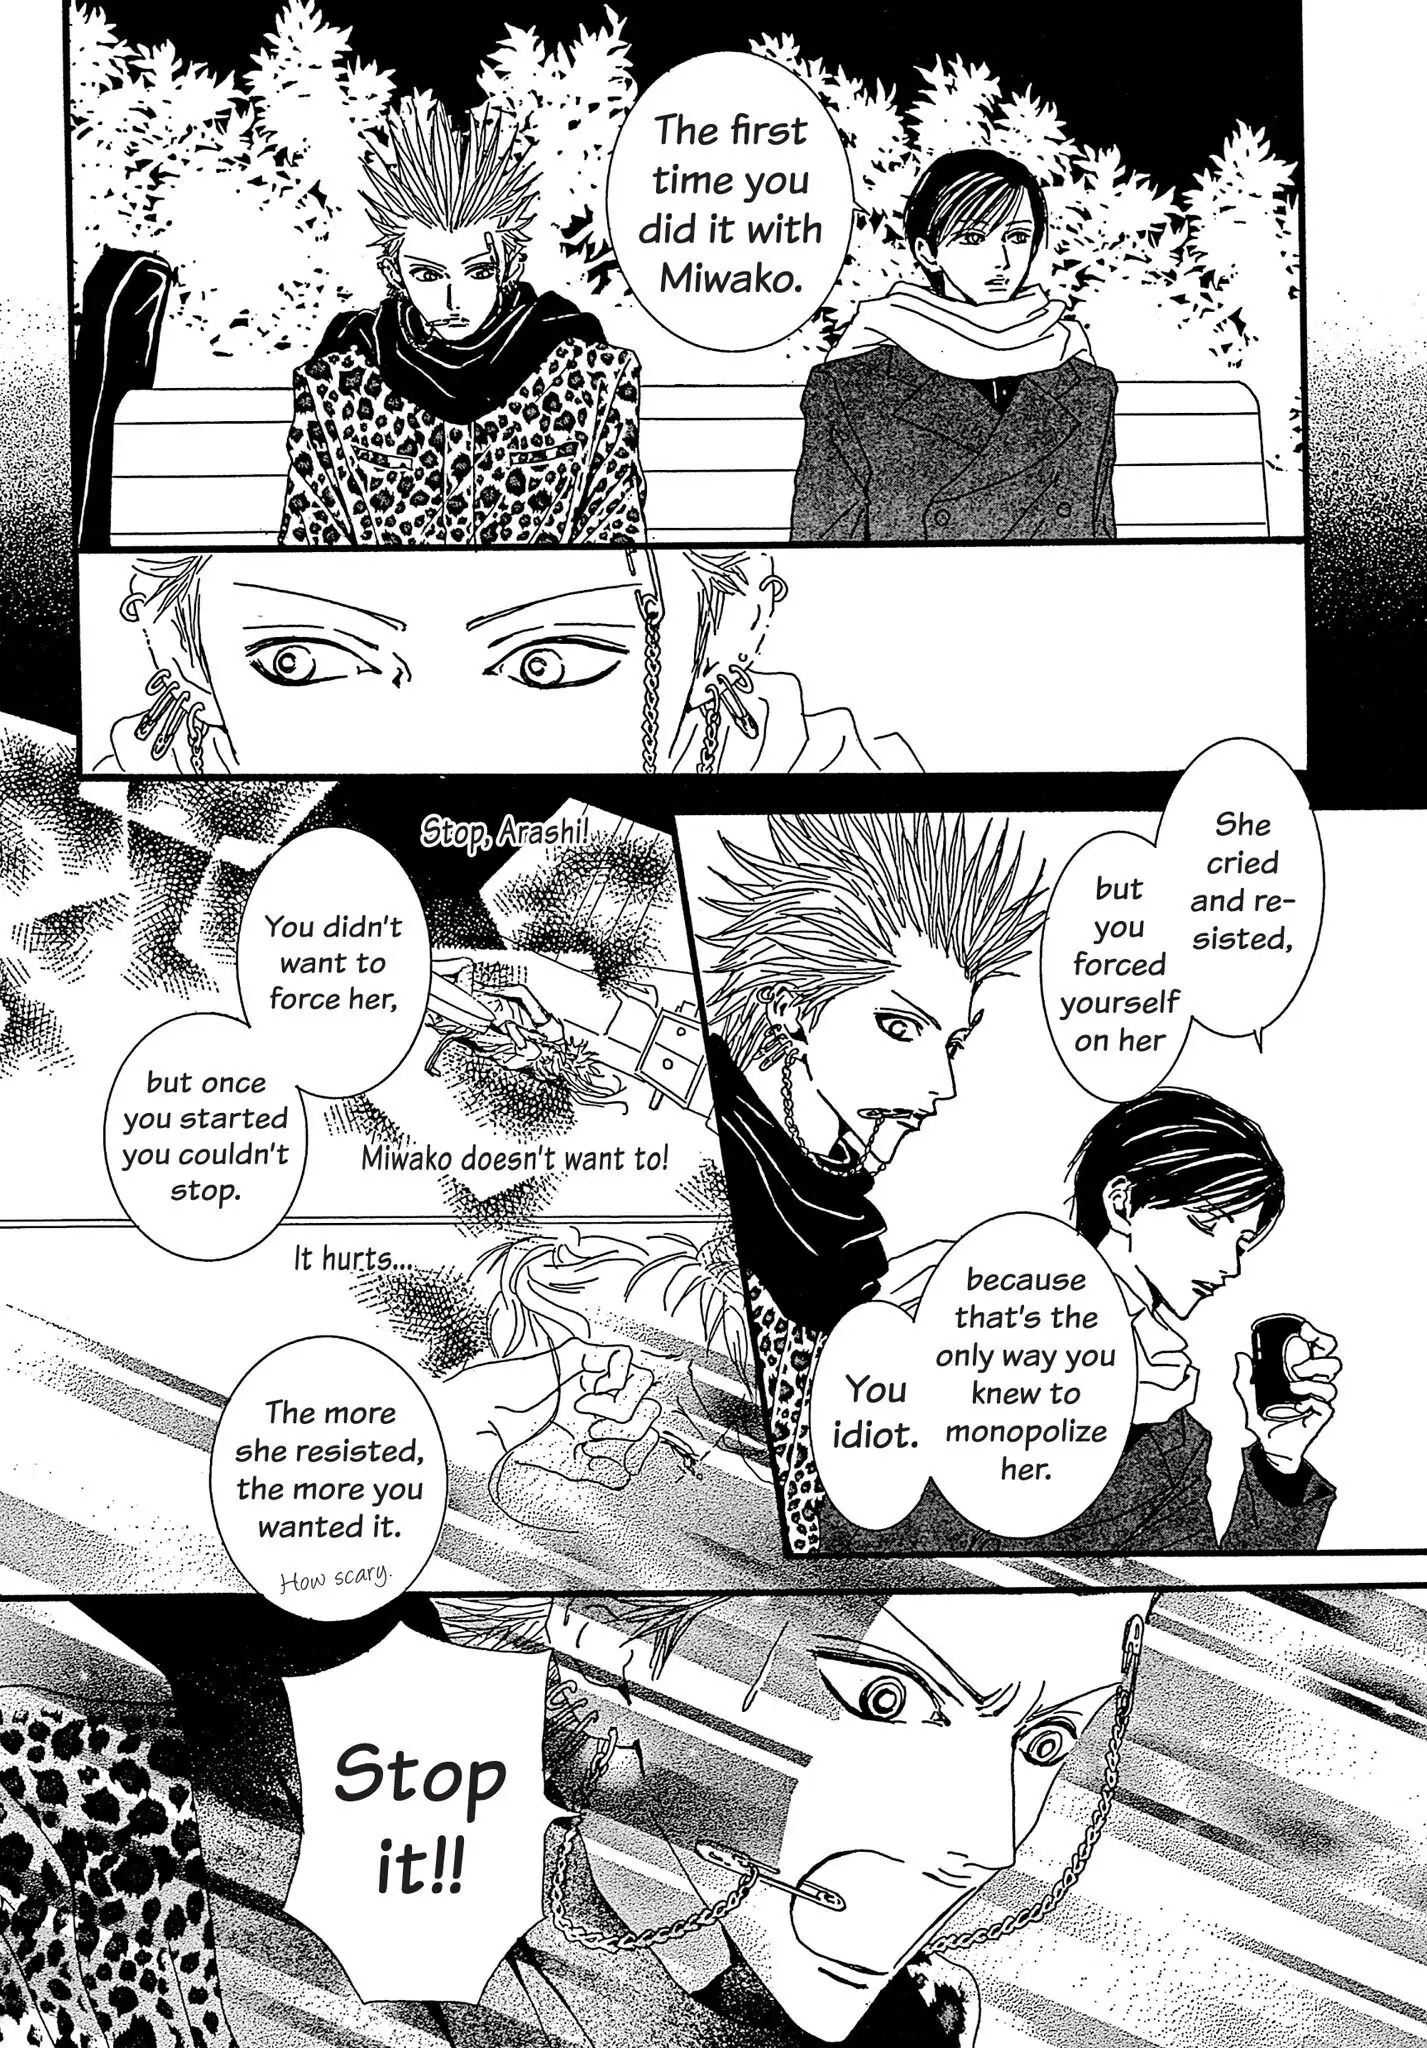 The first
time you
did it with
Miwako.
She
cried
and re-
sisted,
but
you
forced
yourself
on her
because
that's the
only way you
knew to
monopolize
her.
You
idiot.
Stop, Arashi!
You didn't
want to
force her,
but once
you started
you couldn't
stop.
Miwako doesn't want to!
It hurts...
The more
she resisted,
the more you
wanted it.
How scary.
Stop
it!!